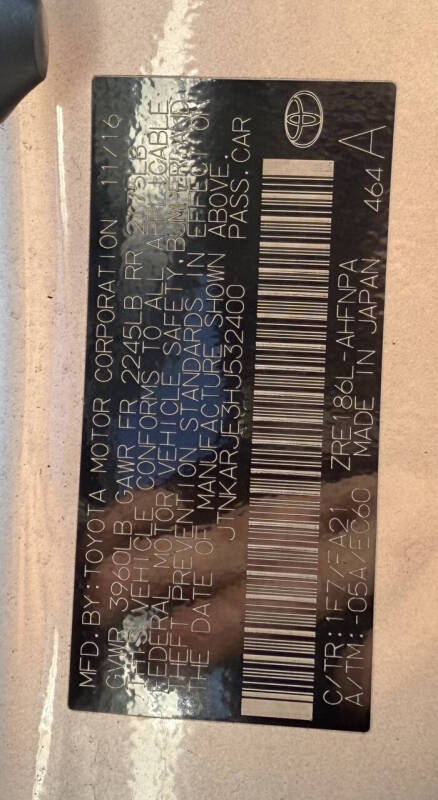 MFD.BY:TOYOTA MOTOR CORPORATION 11/16
GVWR 3960LB GAWR FR 2245LB RR
THIS VEHICLE CONFORMS TO ALL APPLICABLE
FEDERAL MOTOR VEHICLE SAFETY, BUMPER, AND
THEFT PREVENTION STANDARDS IN EFFECT ON
THE DATE OF MANUFACTURE SHOWN ABOVE.
JTNKARJE3HJ532400 PASS.CAR
C/TR:1F7/FA21 ZRE186L-AHFNPA
A/TM:-05A/EC60 MADE IN JAPAN 464 A